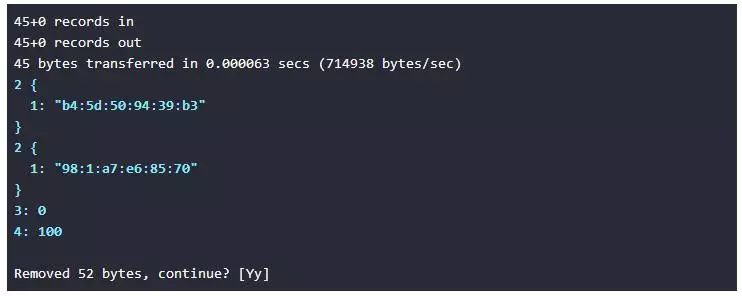 45+0 records in
45+0 records out
45 bytes transferred in 0.000063 secs (714938 bytes/sec)
2 {
  1: "b4:5d:50:94:39:b3"
}
2 {
  1: "98:1:a7:e6:85:70"
}
3: 0
4: 100

Removed 52 bytes, continue? [Yy]